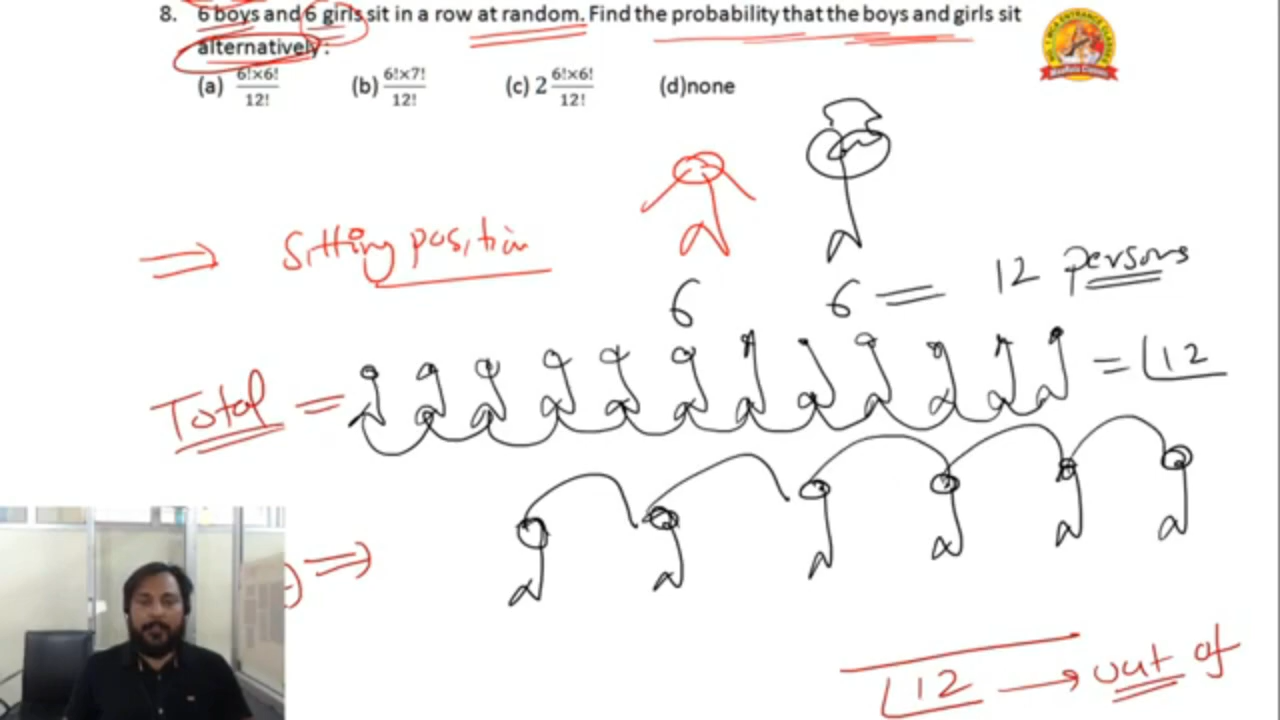 8. 6 boys and 6 girls sit in a row at random. Find the probability that the boys and girls sit
alternatively :
(a) 6!×6!/12! (b) 6!×7!/12! (c) 2 6!×6!/12! (d)none
⇒ Sitting position
6 6 = 12 persons
Total = = |12
⇒
|12 → out of